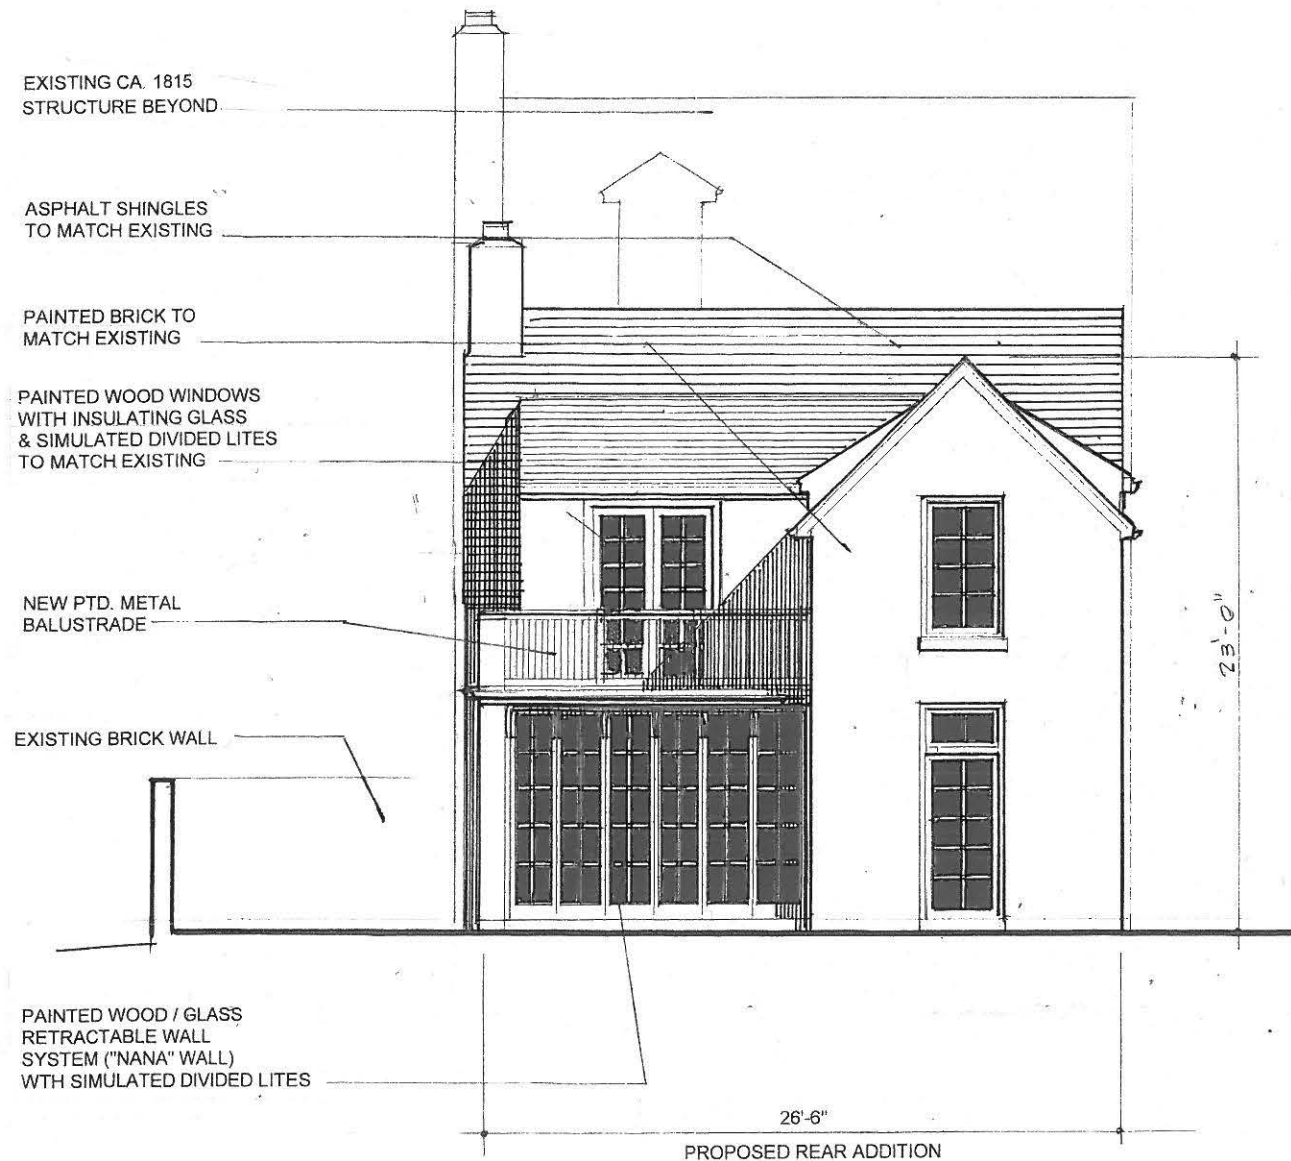 EXISTING CA. 1815
STRUCTURE BEYOND
ASPHALT SHINGLES
TO MATCH EXISTING
PAINTED BRICK TO
MATCH EXISTING
PAINTED WOOD WINDOWS
WITH INSULATING GLASS
& SIMULATED DIVIDED LITES
TO MATCH EXISTING
NEW PTD. METAL
BALUSTRADE
23'-0"
EXISTING BRICK WALL
PAINTED WOOD / GLASS
RETRACTABLE WALL
SYSTEM ("NANA" WALL)
WTH SIMULATED DIVIDED LITES
26'-6"
PROPOSED REAR ADDITION